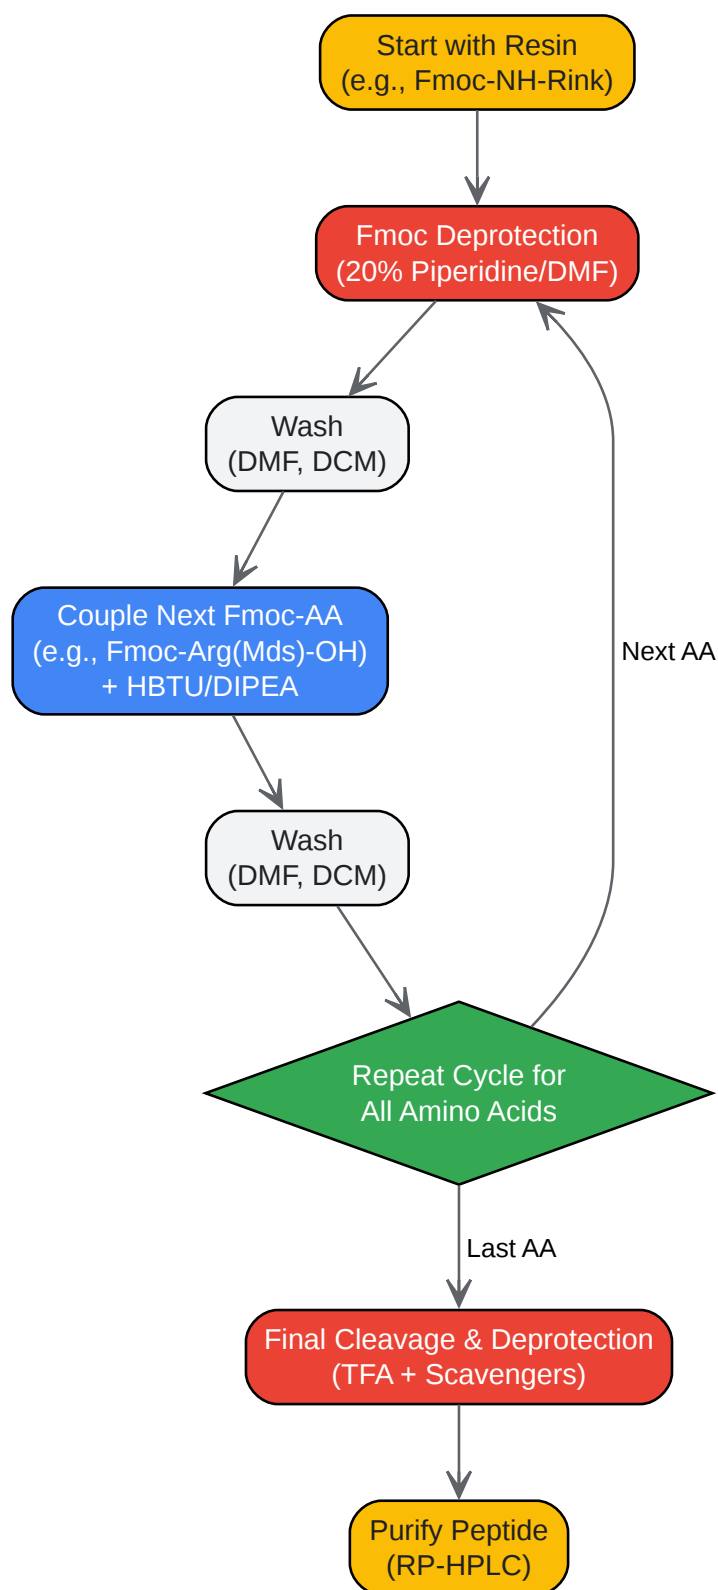 Start with Resin
(e.g., Fmoc-NH-Rink)
Fmoc Deprotection
(20% Piperidine/DMF)
Wash
(DMF, DCM)
Couple Next Fmoc-AA
(e.g., Fmoc-Arg(Mds)-OH)
+ HBTU/DIPEA
Next AA
Wash
(DMF, DCM)
Repeat Cycle for
All Amino Acids
Last AA
Final Cleavage & Deprotection
(TFA + Scavengers)
Purify Peptide
(RP-HPLC)